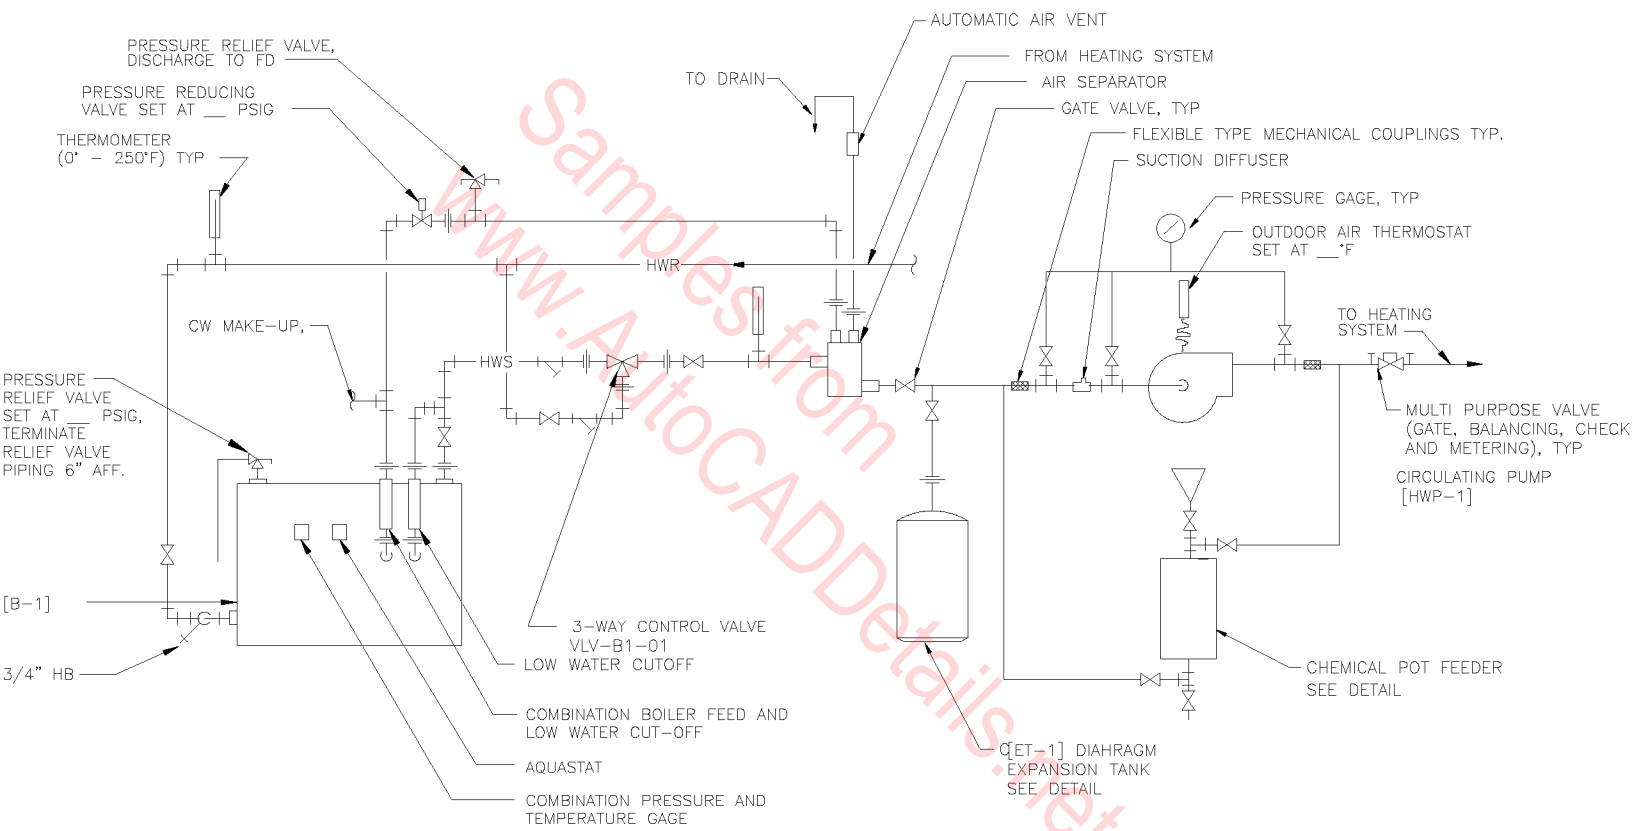 AUTOMATIC AIR VENT
PRESSURE RELIEF VALVE,
DISCHARGE TO FD
FROM HEATING SYSTEM
TO DRAIN
AIR SEPARATOR
PRESSURE REDUCING
VALVE SET AT __ PSIG
GATE VALVE, TYP
THERMOMETER
(0° - 250°F) TYP
FLEXIBLE TYPE MECHANICAL COUPLINGS TYP.
SUCTION DIFFUSER
PRESSURE GAGE, TYP
OUTDOOR AIR THERMOSTAT
SET AT __°F
HWR
TO HEATING
SYSTEM
CW MAKE-UP,
HWS
PRESSURE
RELIEF VALVE
SET AT __ PSIG,
TERMINATE
RELIEF VALVE
PIPING 6" AFF.
MULTI PURPOSE VALVE
(GATE, BALANCING, CHECK
AND METERING), TYP
CIRCULATING PUMP
[HWP-1]
[B-1]
3/4" HB
3-WAY CONTROL VALVE
VLV-B1-01
LOW WATER CUTOFF
COMBINATION BOILER FEED AND
LOW WATER CUT-OFF
AQUASTAT
COMBINATION PRESSURE AND
TEMPERATURE GAGE
CHEMICAL POT FEEDER
SEE DETAIL
[ET-1] DIAHRAGM
EXPANSION TANK
SEE DETAIL
Samples from
www.AutoCADDetails.net